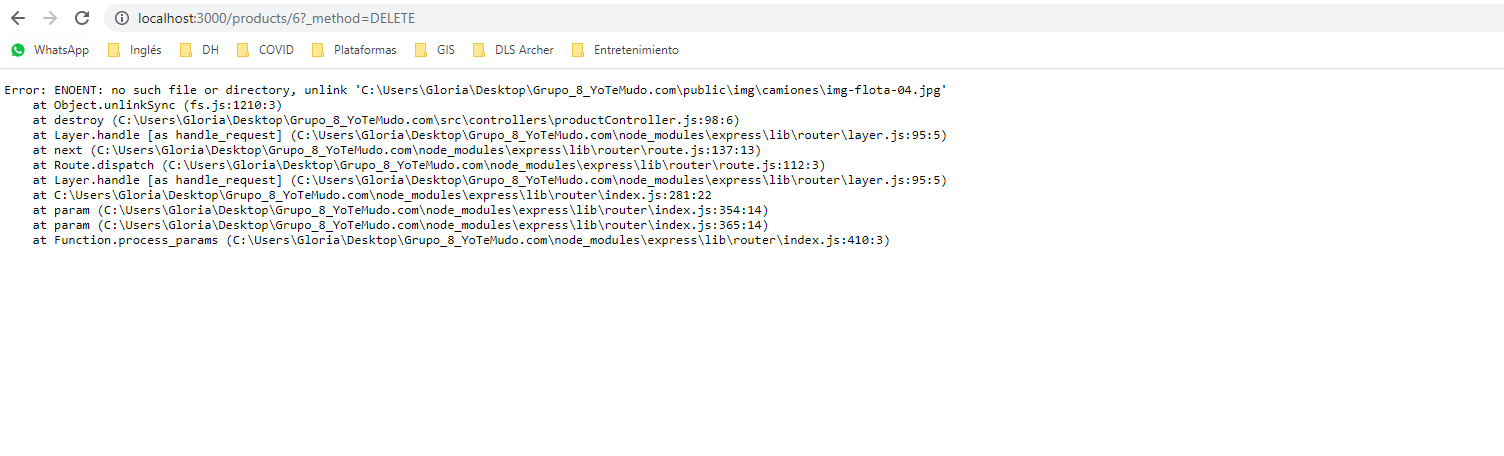 localhost:3000/products/6?_method=DELETE
WhatsApp Inglés DH COVID Plataformas GIS DLS Archer Entretenimiento
Error: ENOENT: no such file or directory, unlink 'C:\Users\Gloria\Desktop\Grupo_8_YoTeMudo.com\public\img\camiones\img-flota-04.jpg'
    at Object.unlinkSync (fs.js:1210:3)
    at destroy (C:\Users\Gloria\Desktop\Grupo_8_YoTeMudo.com\src\controllers\productController.js:98:6)
    at Layer.handle [as handle_request] (C:\Users\Gloria\Desktop\Grupo_8_YoTeMudo.com\node_modules\express\lib\router\layer.js:95:5)
    at next (C:\Users\Gloria\Desktop\Grupo_8_YoTeMudo.com\node_modules\express\lib\router\route.js:137:13)
    at Route.dispatch (C:\Users\Gloria\Desktop\Grupo_8_YoTeMudo.com\node_modules\express\lib\router\route.js:112:3)
    at Layer.handle [as handle_request] (C:\Users\Gloria\Desktop\Grupo_8_YoTeMudo.com\node_modules\express\lib\router\layer.js:95:5)
    at C:\Users\Gloria\Desktop\Grupo_8_YoTeMudo.com\node_modules\express\lib\router\index.js:281:22
    at param (C:\Users\Gloria\Desktop\Grupo_8_YoTeMudo.com\node_modules\express\lib\router\index.js:354:14)
    at param (C:\Users\Gloria\Desktop\Grupo_8_YoTeMudo.com\node_modules\express\lib\router\index.js:365:14)
    at Function.process_params (C:\Users\Gloria\Desktop\Grupo_8_YoTeMudo.com\node_modules\express\lib\router\index.js:410:3)